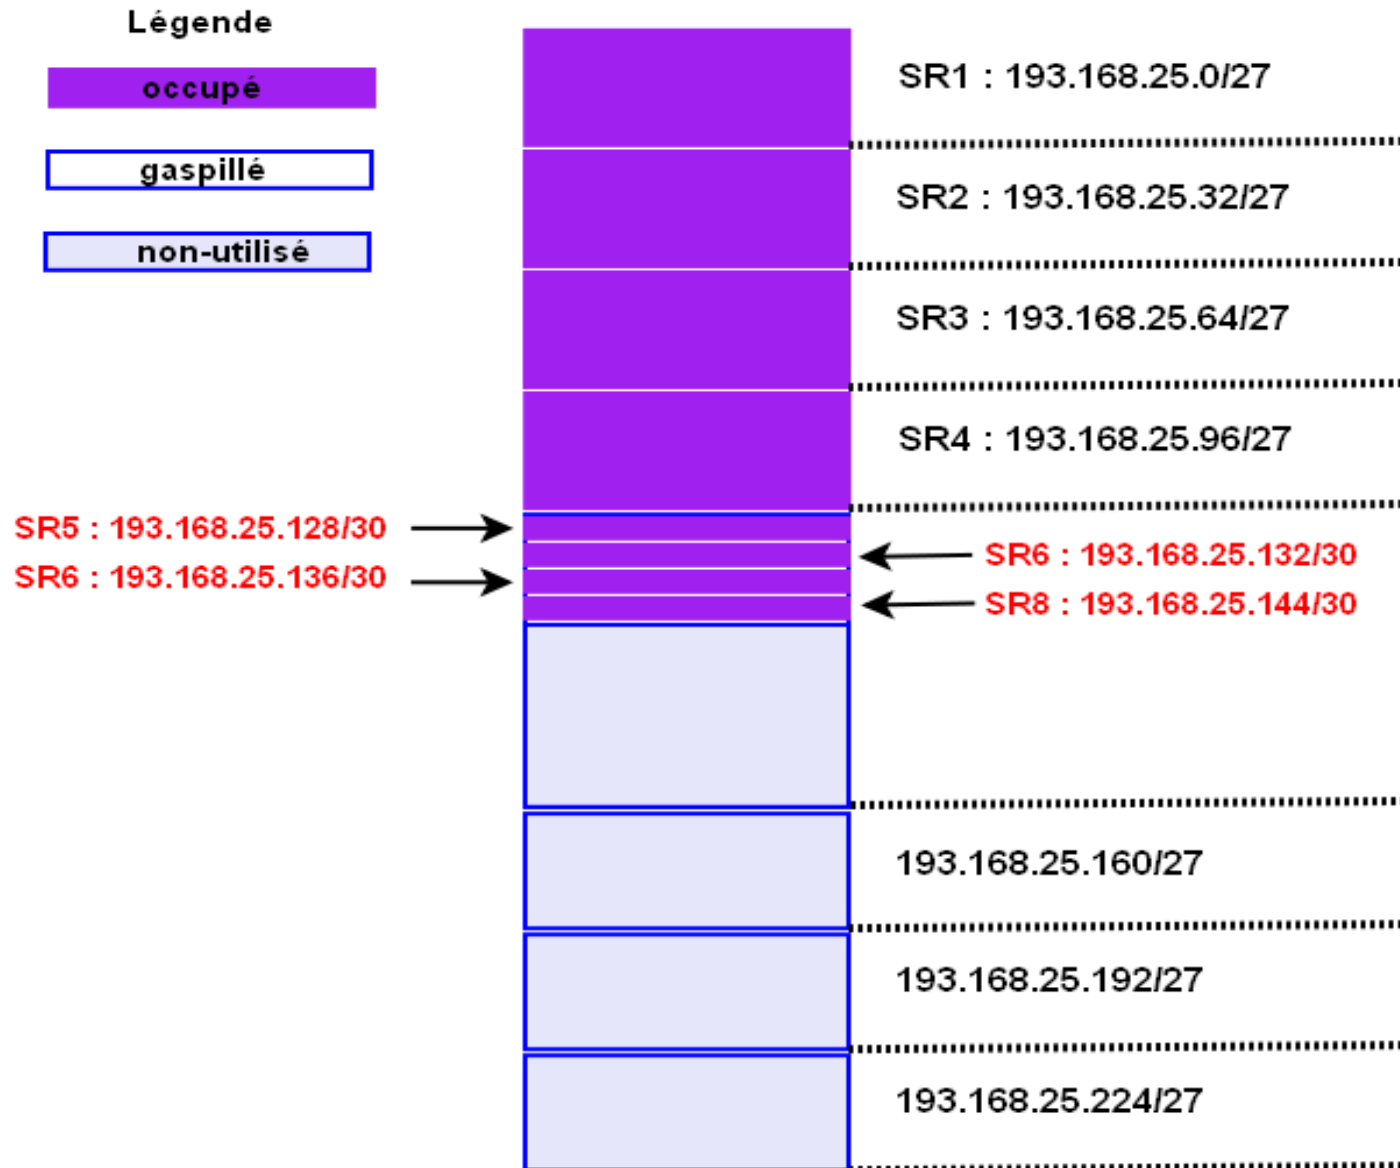 Légende
occupé
gaspillé
non-utilisé
SR1 : 193.168.25.0/27
SR2 : 193.168.25.32/27
SR3 : 193.168.25.64/27
SR4 : 193.168.25.96/27
SR5 : 193.168.25.128/30
SR6 : 193.168.25.132/30
SR6 : 193.168.25.136/30
SR8 : 193.168.25.144/30
193.168.25.160/27
193.168.25.192/27
193.168.25.224/27